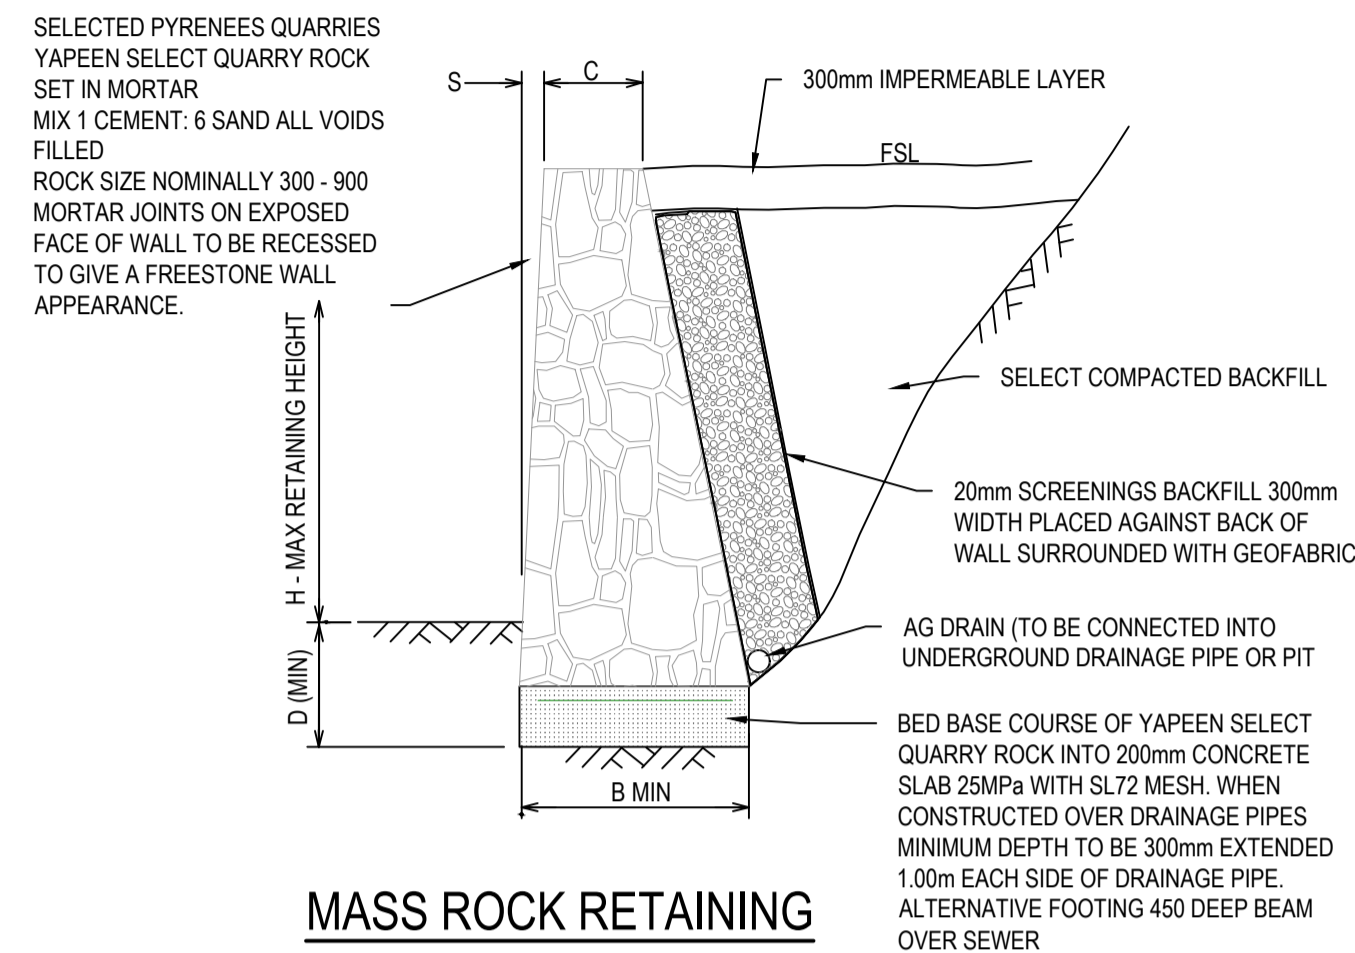 SELECTED PYRENEES QUARRIES
YAPEEN SELECT QUARRY ROCK
SET IN MORTAR
MIX 1 CEMENT: 6 SAND ALL VOIDS
FILLED
ROCK SIZE NOMINALLY 300 - 900
MORTAR JOINTS ON EXPOSED
FACE OF WALL TO BE RECESSED
TO GIVE A FREESTONE WALL
APPEARANCE.
S
C
300mm IMPERMEABLE LAYER
FSL
H - MAX RETAINING HEIGHT
SELECT COMPACTED BACKFILL
20mm SCREENINGS BACKFILL 300mm
WIDTH PLACED AGAINST BACK OF
WALL SURROUNDED WITH GEOFABRIC
D (MIN)
AG DRAIN (TO BE CONNECTED INTO
UNDERGROUND DRAINAGE PIPE OR PIT
B MIN
BED BASE COURSE OF YAPEEN SELECT
QUARRY ROCK INTO 200mm CONCRETE
SLAB 25MPa WITH SL72 MESH. WHEN
CONSTRUCTED OVER DRAINAGE PIPES
MINIMUM DEPTH TO BE 300mm EXTENDED
1.00m EACH SIDE OF DRAINAGE PIPE.
ALTERNATIVE FOOTING 450 DEEP BEAM
OVER SEWER
MASS ROCK RETAINING